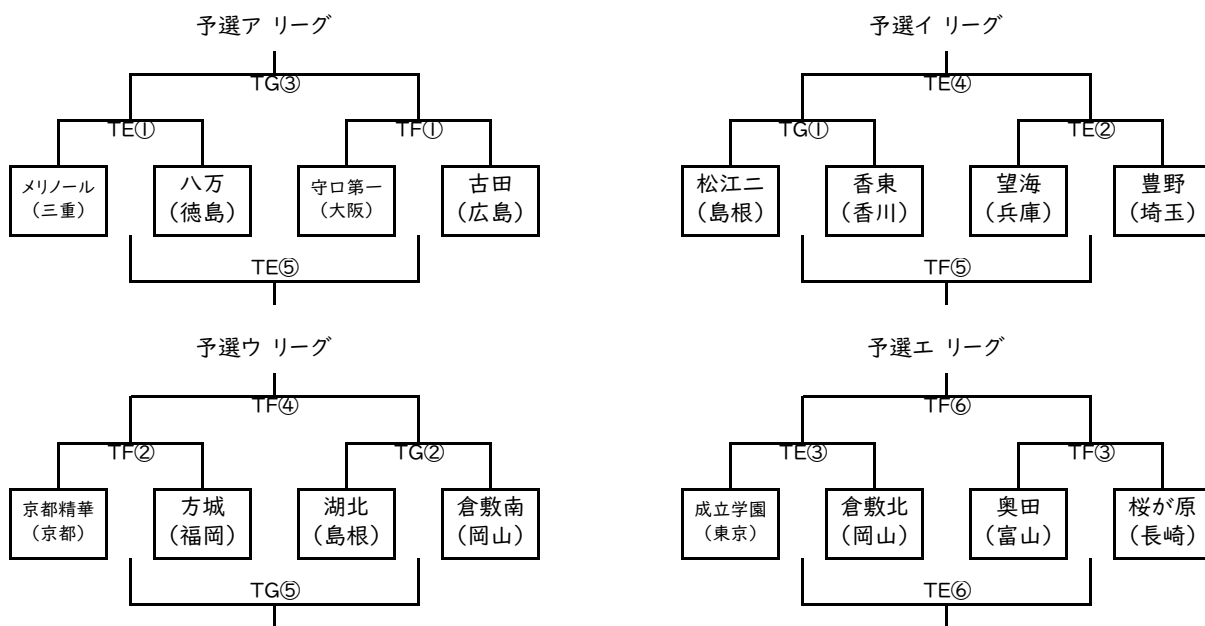 予選ア リーグ
TG③
TE①
TF①
メリノール
（三重）
八万
（徳島）
守口第一
（大阪）
古田
（広島）
TE⑤
予選イ リーグ
TE④
TG①
TE②
松江二
（島根）
香東
（香川）
望海
（兵庫）
豊野
（埼玉）
TF⑤
予選ウ リーグ
TF④
TF②
TG②
京都精華
（京都）
方城
（福岡）
湖北
（島根）
倉敷南
（岡山）
TG⑤
予選エ リーグ
TF⑥
TE③
TF③
成立学園
（東京）
倉敷北
（岡山）
奥田
（富山）
桜が原
（長崎）
TE⑥